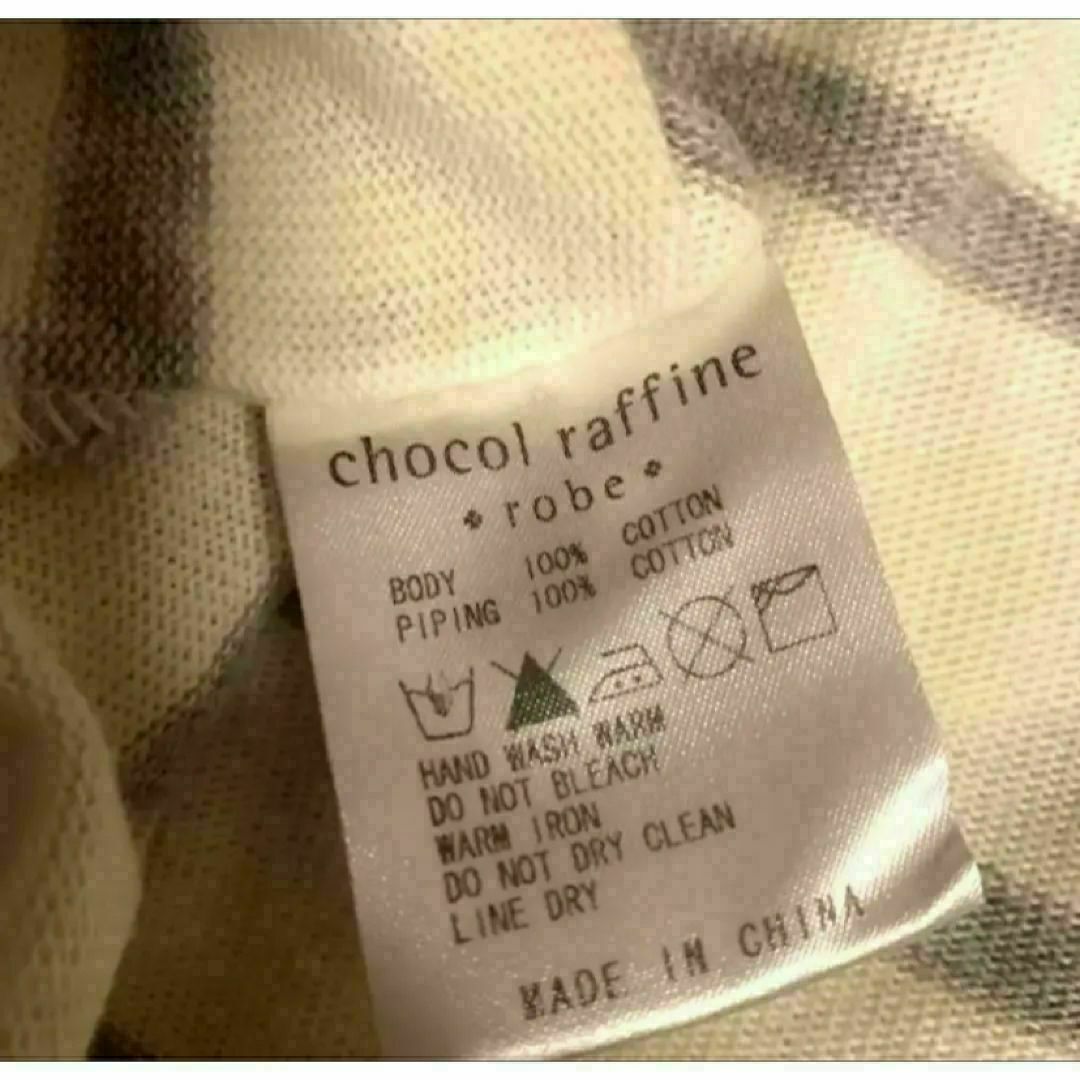 chocol raffine
robe
BODY 100% COTTON
PIPING 100% COTTON
HAND WASH WARM
DO NOT BLEACH
WARM IRON
DO NOT DRY CLEAN
LINE DRY
MADE IN CHINA